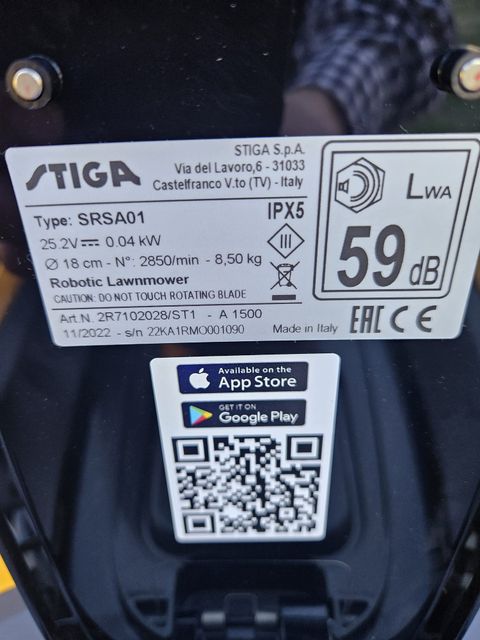 STIGA
STIGA S.p.A.
Via del Lavoro,6 - 31033
Castelfranco V.to (TV) - Italy
Type: SRSA01
IPX5
25.2V⎓ 0.04 kW
III
Ø 18 cm - N°: 2850/min - 8,50 kg
Robotic Lawnmower
CAUTION: DO NOT TOUCH ROTATING BLADE
Art.N. 2R7102028/ST1 - A 1500
11/2022 - s/n 22KA1RMO001090
Made in Italy
LWA
59 dB
EAC CE
Available on the
App Store
GET IT ON
Google Play